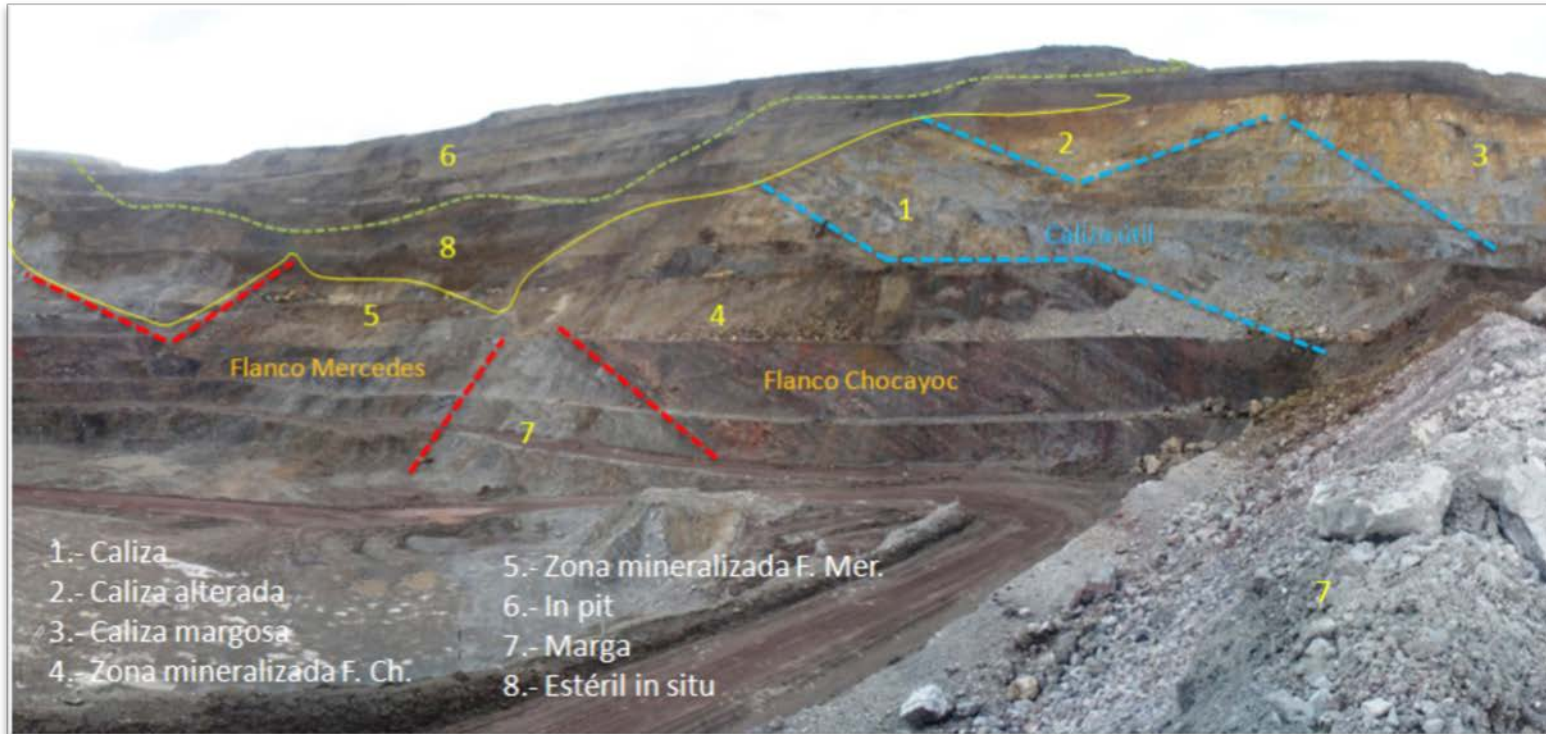 6
2
3
1
Caliza útil
8
5
4
Flanco Mercedes
Flanco Chocayoc
7
1.- Caliza
2.- Caliza alterada
3.- Caliza margosa
4.- Zona mineralizada F. Ch.
5.- Zona mineralizada F. Mer.
6.- In pit
7.- Marga
8.- Estéril in situ
7